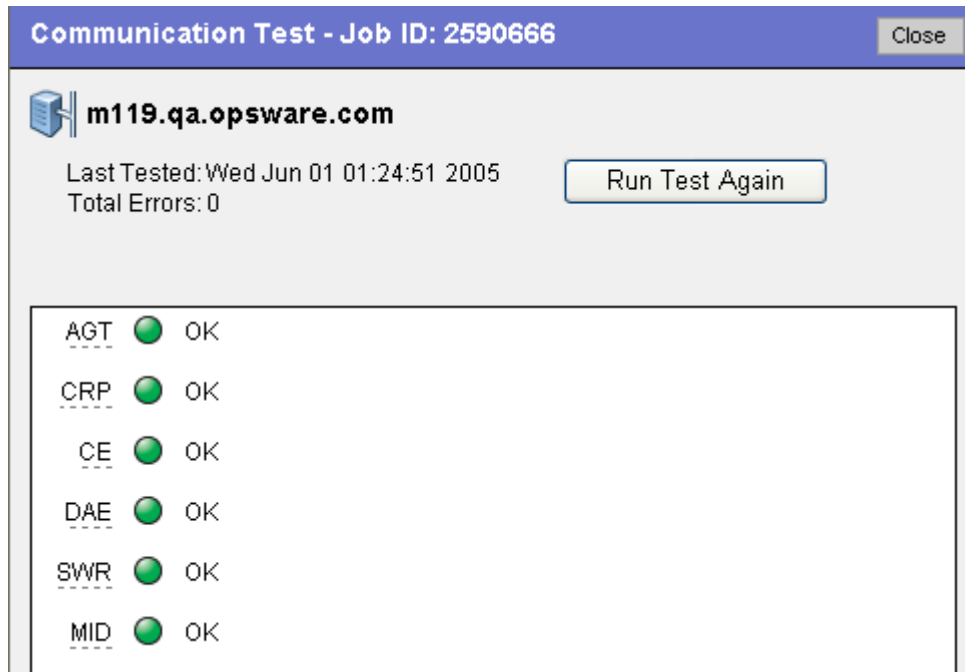 Communication Test - Job ID: 2590666
Close
m119.qa.opsware.com
Last Tested: Wed Jun 01 01:24:51 2005
Run Test Again
Total Errors: 0
AGT OK
CRP OK
CE OK
DAE OK
SWR OK
MID OK